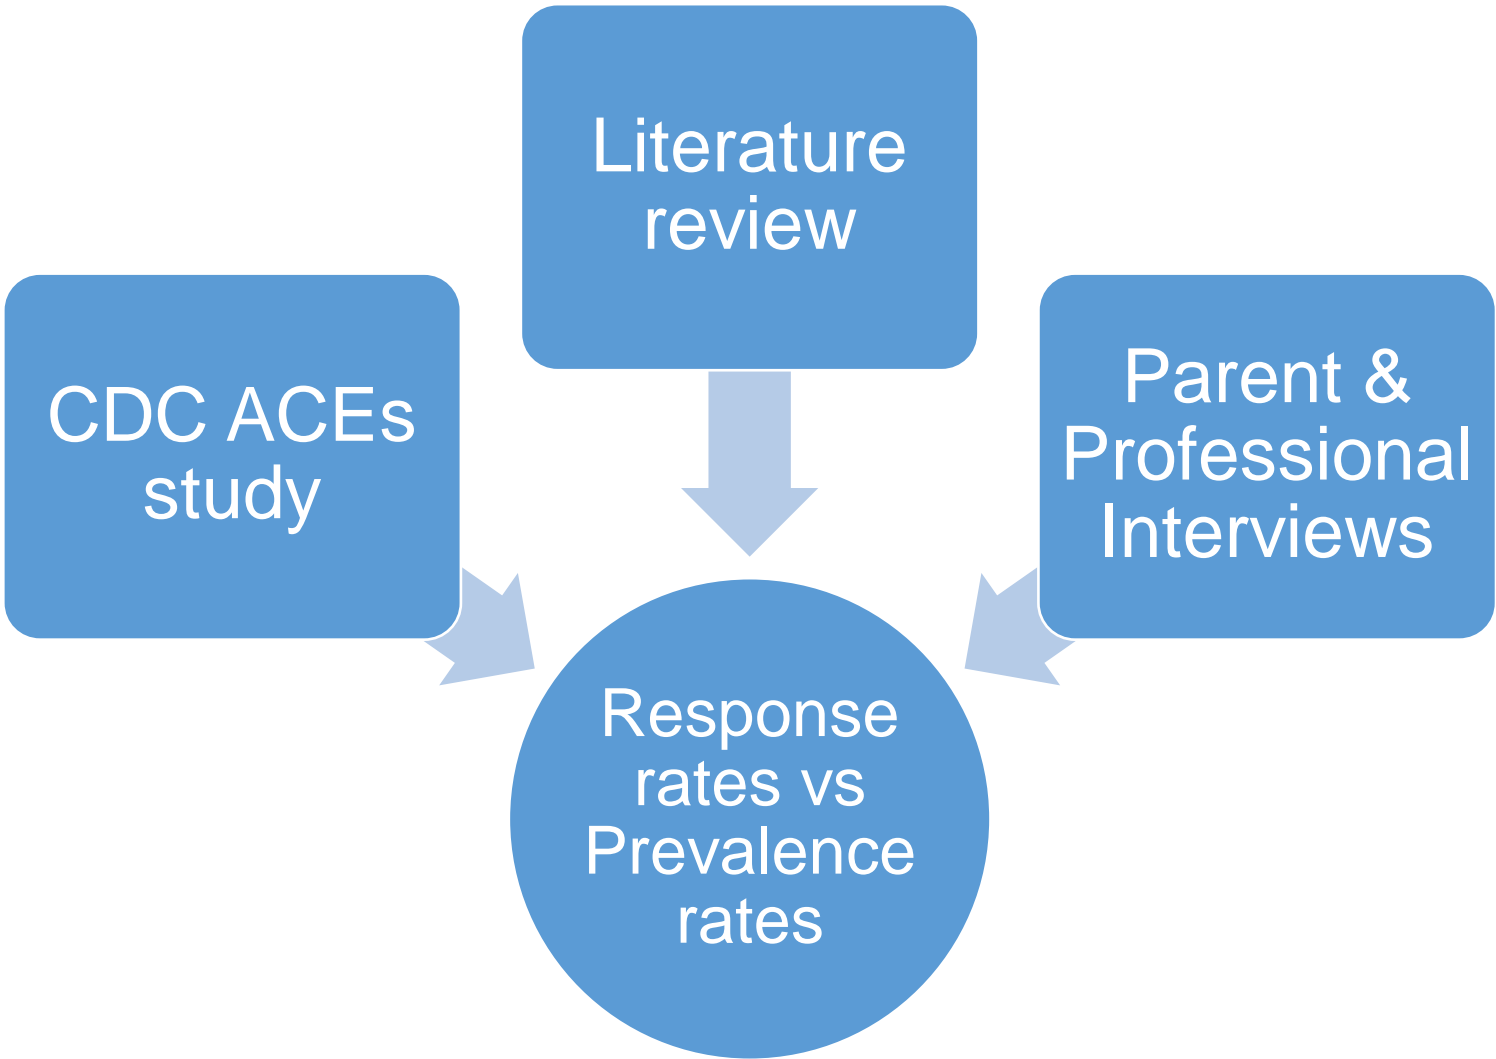 Literature
review
CDC ACEs
study
Parent &
Professional
Interviews
Response
rates vs
Prevalence
rates